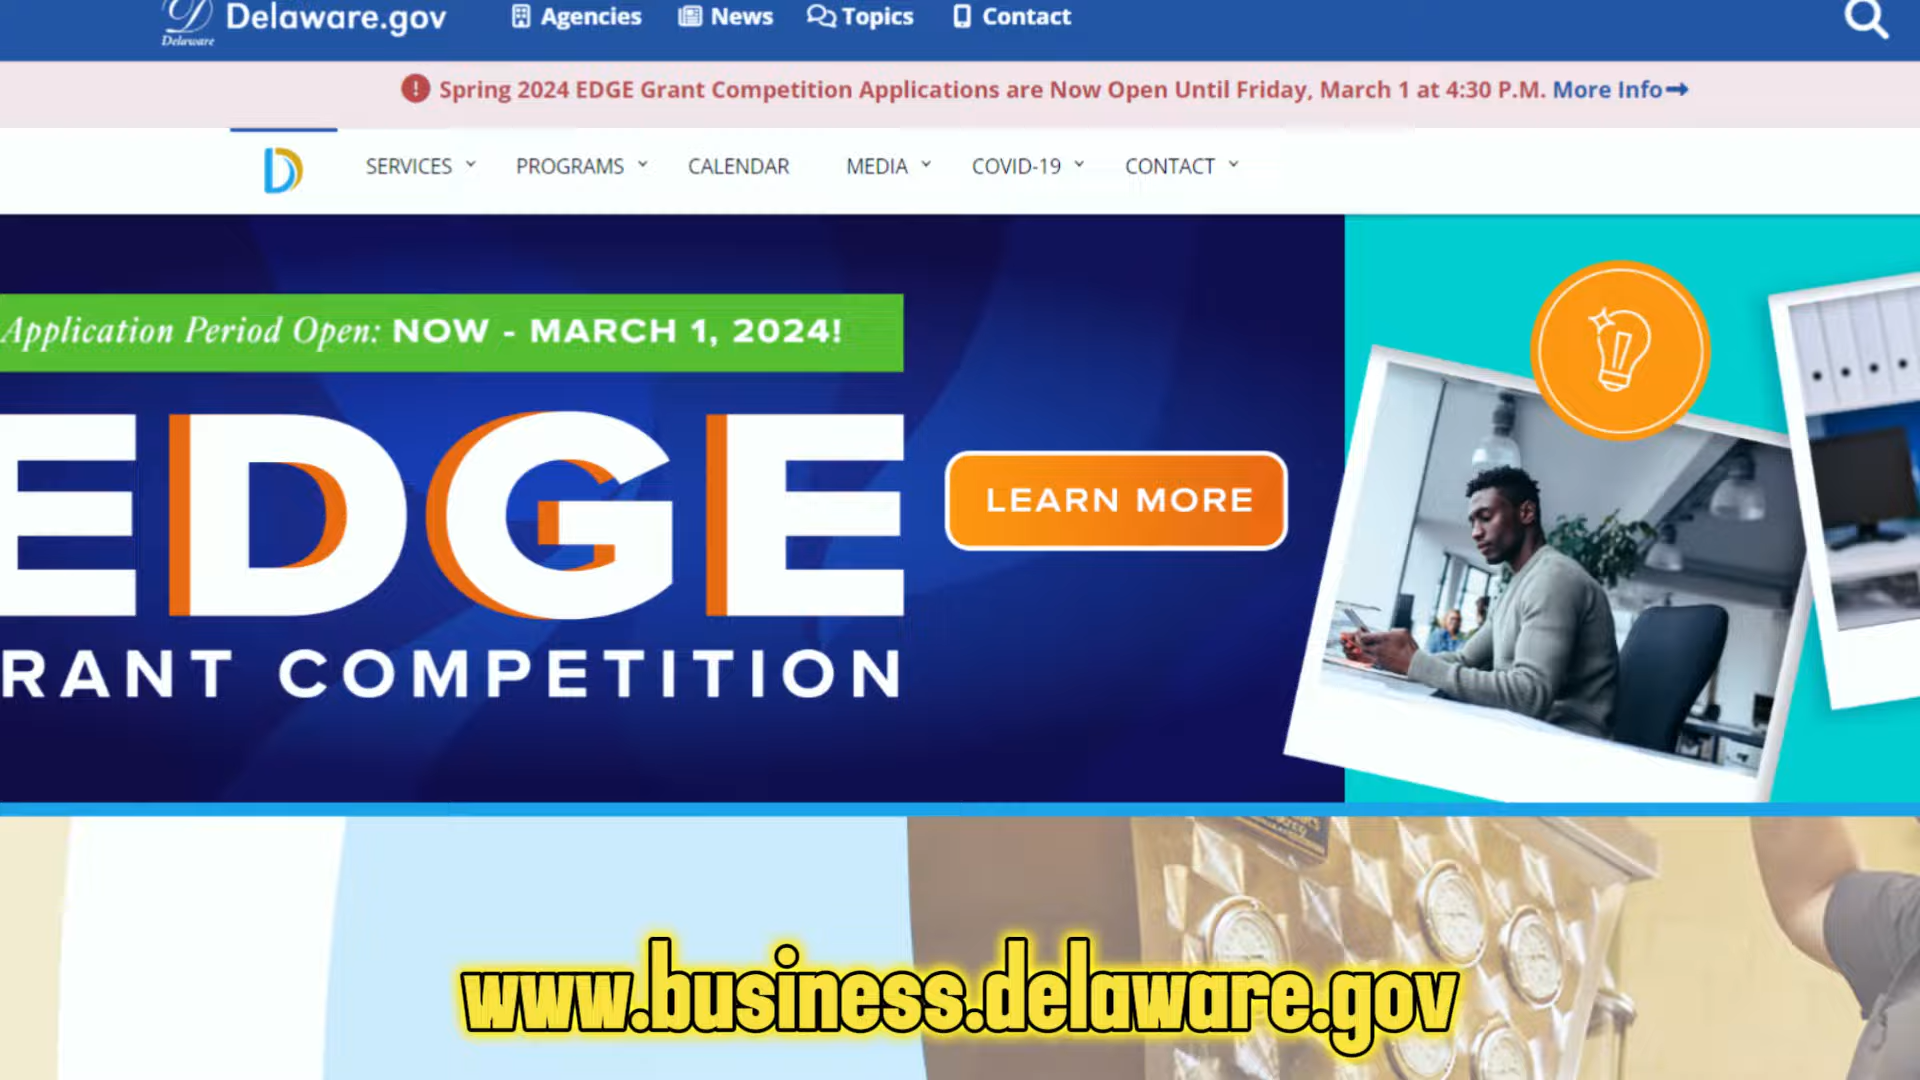 Delaware
Delaware.gov
Agencies
News
Topics
Contact
Spring 2024 EDGE Grant Competition Applications are Now Open Until Friday, March 1 at 4:30 P.M. More Info
SERVICES
PROGRAMS
CALENDAR
MEDIA
COVID-19
CONTACT
Application Period Open: NOW - MARCH 1, 2024!
EDGE
RANT COMPETITION
LEARN MORE
www.business.delaware.gov